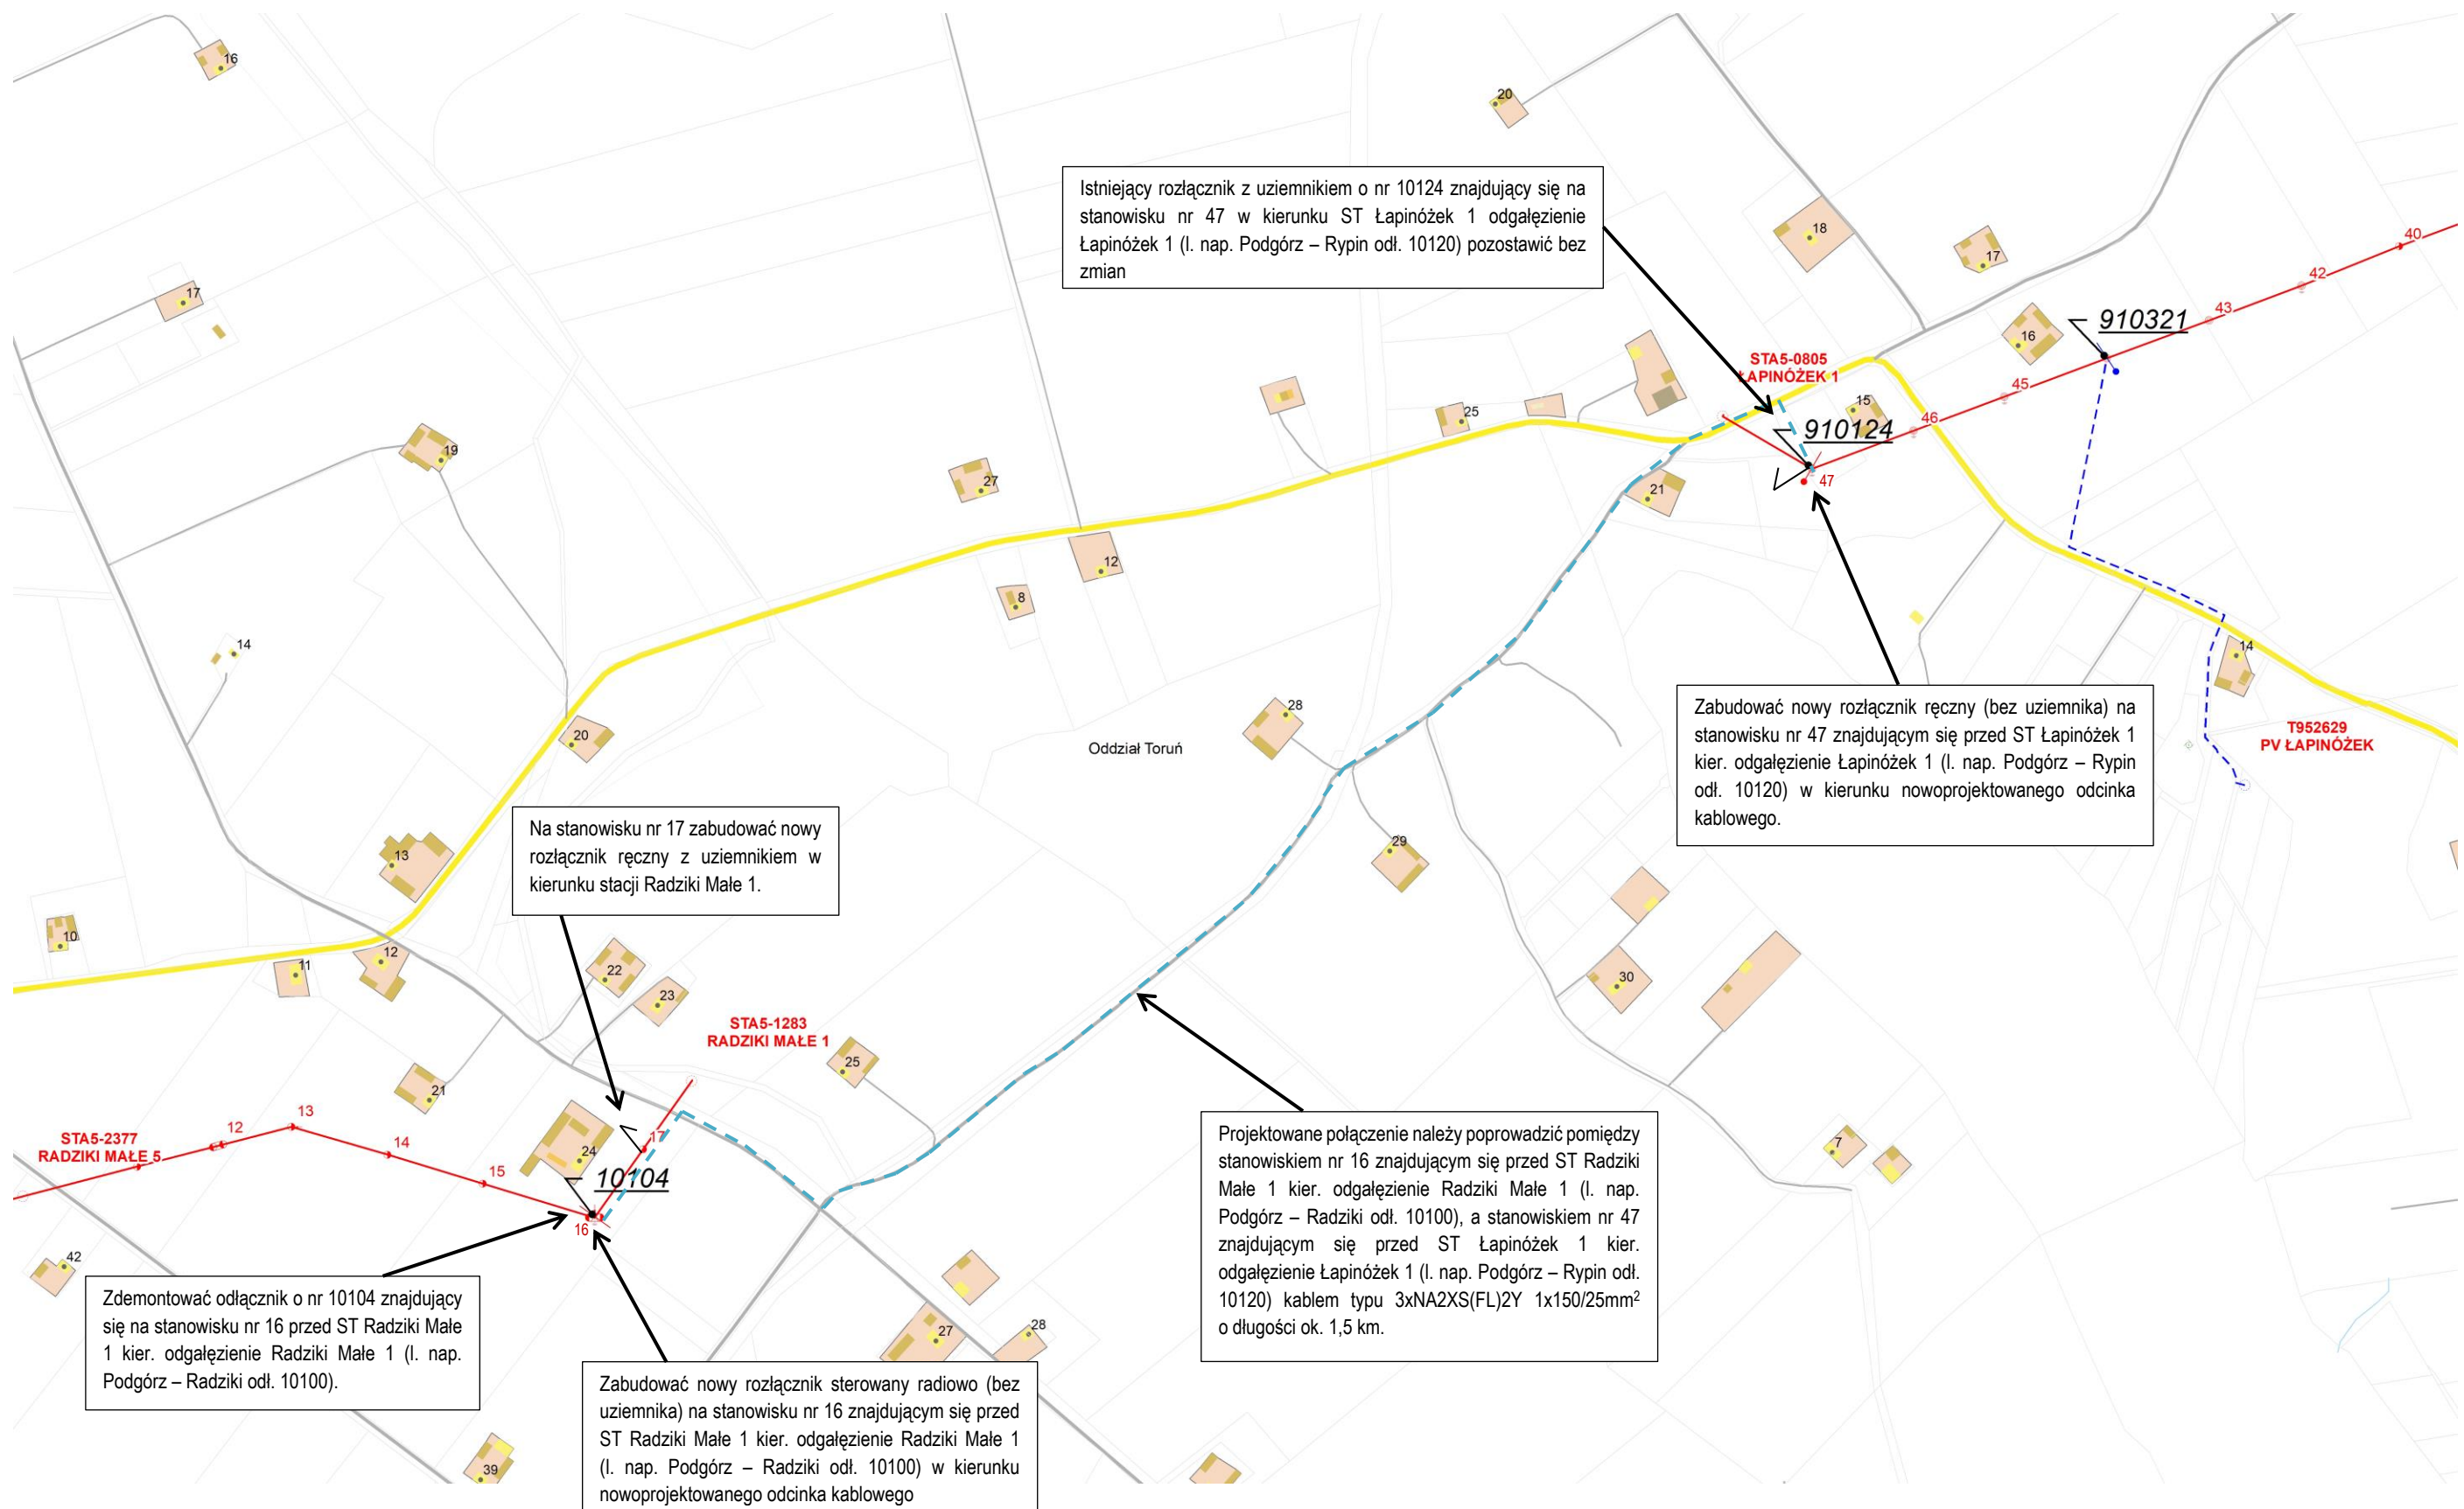 16
20
Istniejący rozłącznik z uziemnikiem o nr 10124 znajdujący się na
stanowisku nr 47 w kierunku ST Łapinóżek 1 odgałęzienie
Łapinóżek 1 (l. nap. Podgórz – Rypin odł. 10120) pozostawić bez
zmian
18
17
40
42
43
910321
16
17
STA5-0805
ŁAPINÓŻEK 1
45
15
46
25
910124
47
19
27
21
12
8
14
14
20
28
Oddział Toruń
Zabudować nowy rozłącznik ręczny (bez uziemnika) na
stanowisku nr 47 znajdującym się przed ST Łapinóżek 1
kier. odgałęzienie Łapinóżek 1 (l. nap. Podgórz – Rypin
odł. 10120) w kierunku nowoprojektowanego odcinka
kablowego.
T952629
PV ŁAPINÓŻEK
Na stanowisku nr 17 zabudować nowy
rozłącznik ręczny z uziemnikiem w
kierunku stacji Radziki Małe 1.
13
29
10
11
12
22
23
30
STA5-1283
RADZIKI MAŁE 1
25
21
STA5-2377
RADZIKI MAŁE 5
12
13
14
15
24
17
10104
16
7
Projektowane połączenie należy poprowadzić pomiędzy
stanowiskiem nr 16 znajdującym się przed ST Radziki
Małe 1 kier. odgałęzienie Radziki Małe 1 (l. nap.
Podgórz – Radziki odł. 10100), a stanowiskiem nr 47
znajdującym się przed ST Łapinóżek 1 kier.
odgałęzienie Łapinóżek 1 (l. nap. Podgórz – Rypin odł.
10120) kablem typu 3xNA2XS(FL)2Y 1x150/25mm²
o długości ok. 1,5 km.
42
Zdemontować odłącznik o nr 10104 znajdujący
się na stanowisku nr 16 przed ST Radziki Małe
1 kier. odgałęzienie Radziki Małe 1 (l. nap.
Podgórz – Radziki odł. 10100).
27
28
Zabudować nowy rozłącznik sterowany radiowo (bez
uziemnika) na stanowisku nr 16 znajdującym się przed
ST Radziki Małe 1 kier. odgałęzienie Radziki Małe 1
(l. nap. Podgórz – Radziki odł. 10100) w kierunku
nowoprojektowanego odcinka kablowego
39